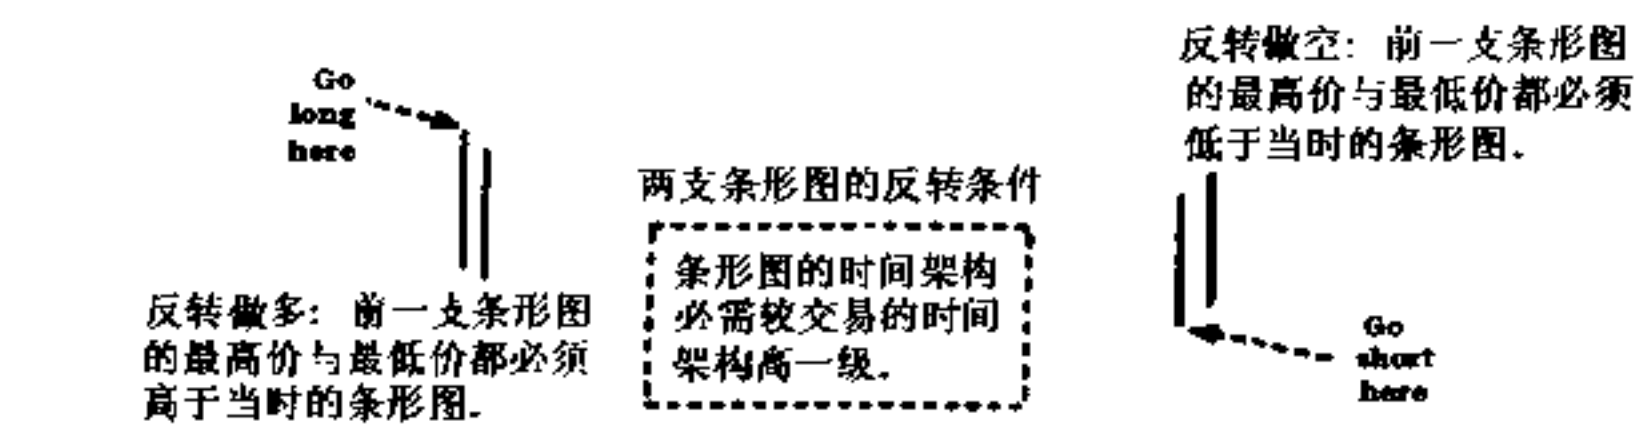 Go
long
here
反转做多：前一支条形图
的最高价与最低价都必须
高于当时的条形图.
两支条形图的反转条件
条形图的时间架构
必需较交易的时间
架构高一级.
反转做空：前一支条形图
的最高价与最低价都必须
低于当时的条形图.
Go
short
here